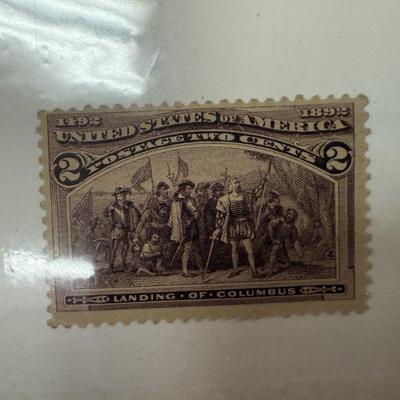 1492 1892
UNITED STATES OF AMERICA
2 POSTAGE TWO CENTS 2
LANDING · OF · COLUMBUS